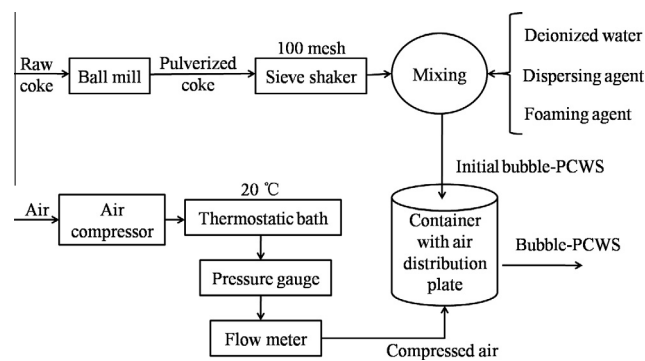 Raw
coke
Ball mill
Pulverized
coke
100 mesh
Sieve shaker
Mixing
Deionized water
Dispersing agent
Foaming agent
Initial bubble-PCWS
Air
Air
compressor
20 ℃
Thermostatic bath
Pressure gauge
Flow meter
Compressed air
Container
with air
distribution
plate
Bubble-PCWS